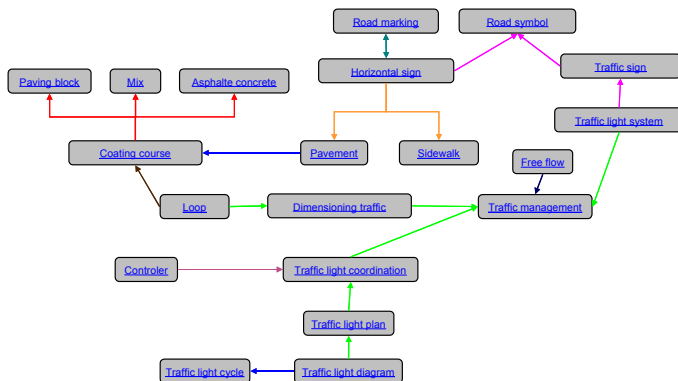 Road marking
Road symbol
Horizontal sign
Traffic sign
Paving block
Mix
Asphalte concrete
Traffic light system
Coating course
Pavement
Sidewalk
Free flow
Loop
Dimensioning traffic
Traffic management
Controler
Traffic light coordination
Traffic light plan
Traffic light cycle
Traffic light diagram